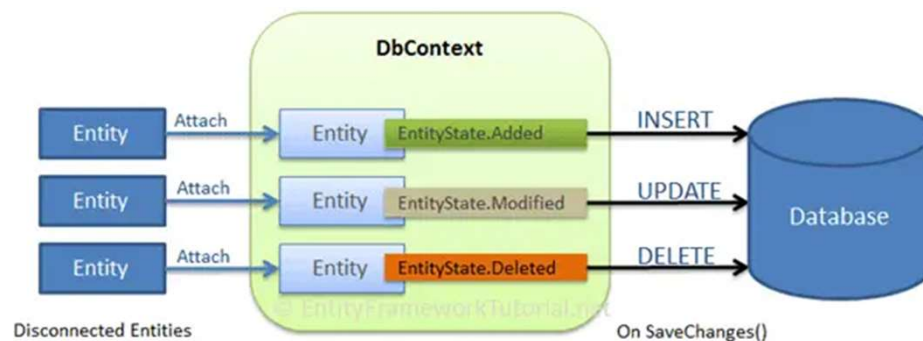 DbContext
Entity
Attach
Entity
EntityState.Added
INSERT
Entity
Attach
Entity
EntityState.Modified
UPDATE
Database
Entity
Attach
Entity
EntityState.Deleted
DELETE
© EntityFrameworkTutorial.net
Disconnected Entities
On SaveChanges()